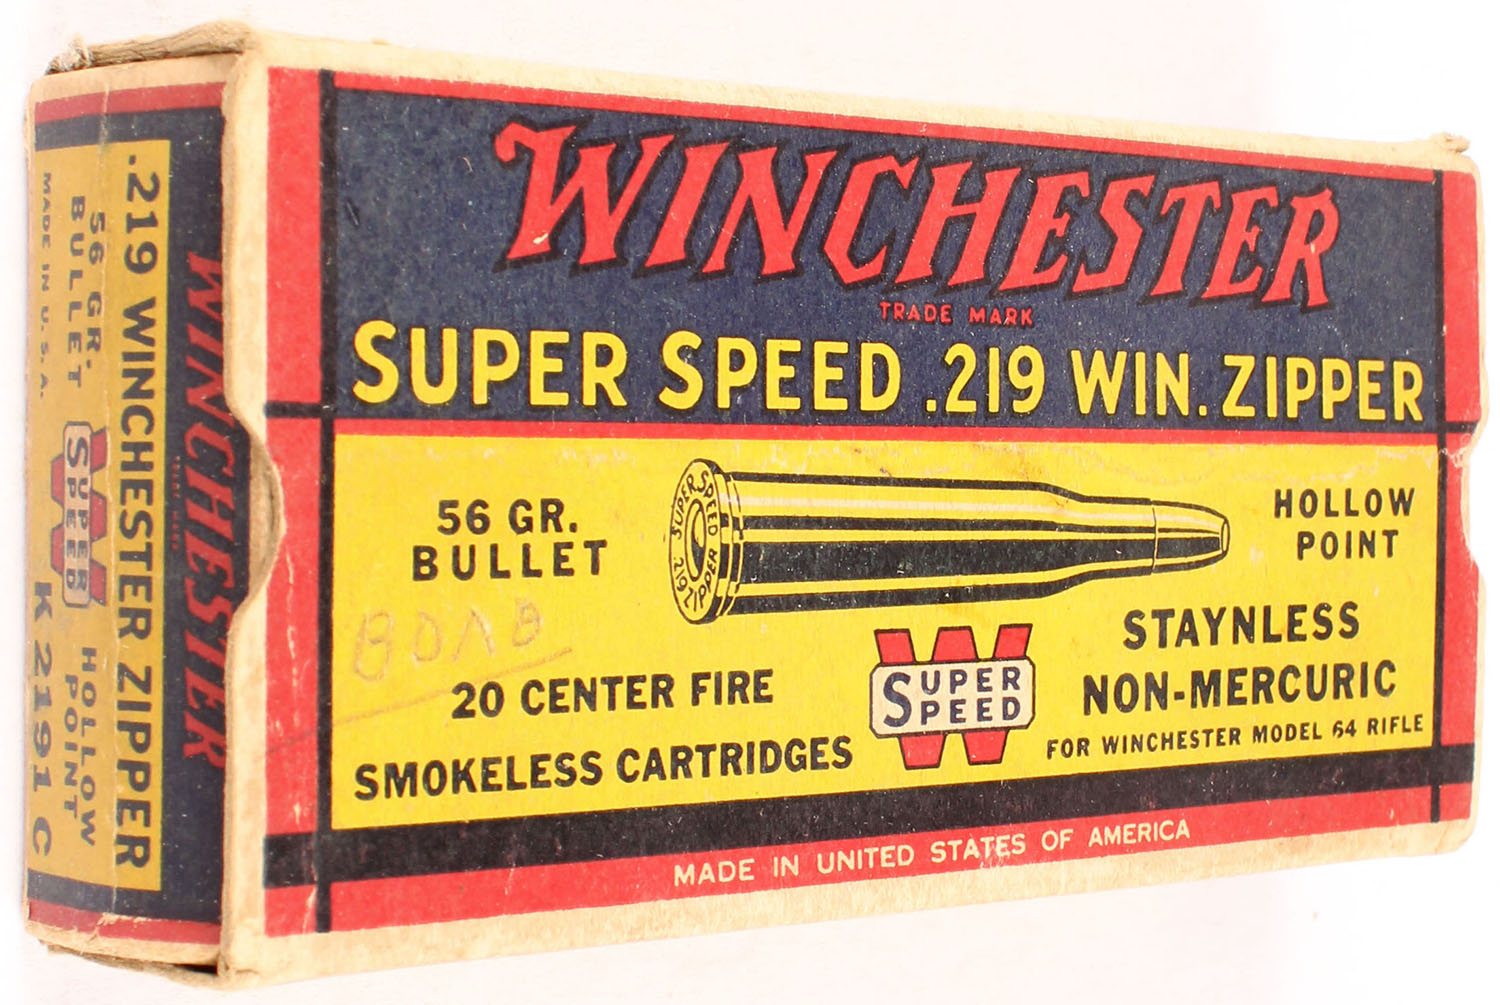 WINCHESTER
TRADE MARK
SUPER SPEED .219 WIN. ZIPPER
56 GR.
BULLET
SUPER SPEED
219 ZIPPER
HOLLOW
POINT
20 CENTER FIRE
SMOKELESS CARTRIDGES
W
SUPER
SPEED
STAYNLESS
NON-MERCURIC
FOR WINCHESTER MODEL 64 RIFLE
MADE IN UNITED STATES OF AMERICA
WINCHESTER
TRADE MARK
.219 WINCHESTER ZIPPER
56 GR.
BULLET
W
SUPER
SPEED
HOLLOW
POINT
MADE IN U.S.A.
K 2191 C